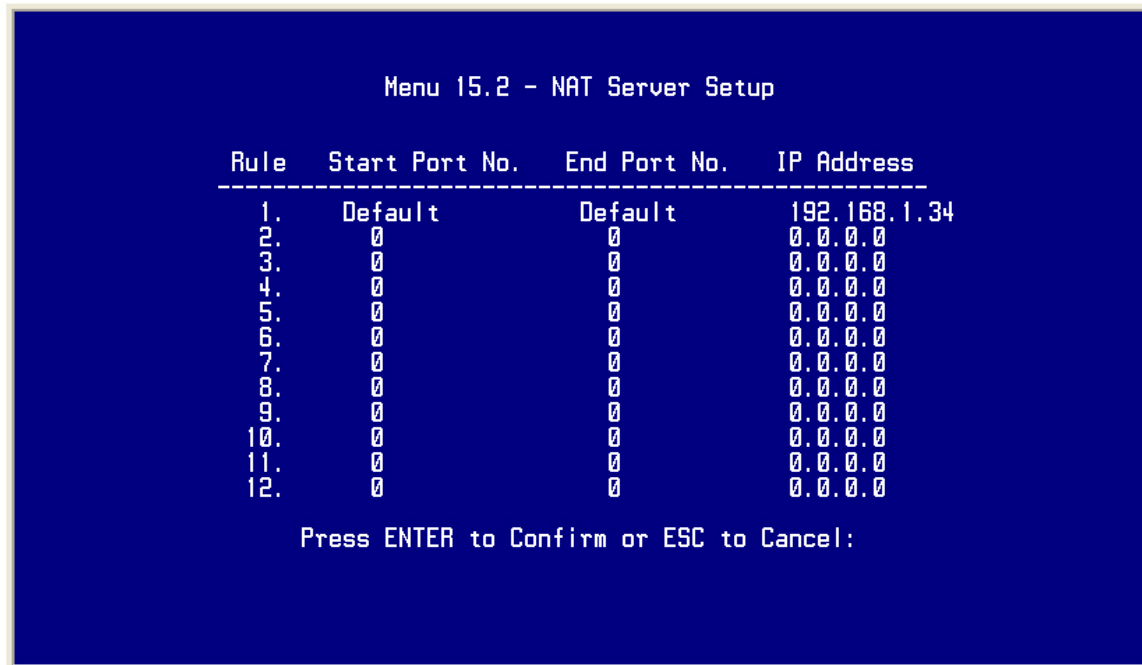 Menu 15.2 - NAT Server Setup
Rule Start Port No. End Port No. IP Address
---------------------------------------------------
1. Default Default 192.168.1.34
2. 0 0 0.0.0.0
3. 0 0 0.0.0.0
4. 0 0 0.0.0.0
5. 0 0 0.0.0.0
6. 0 0 0.0.0.0
7. 0 0 0.0.0.0
8. 0 0 0.0.0.0
9. 0 0 0.0.0.0
10. 0 0 0.0.0.0
11. 0 0 0.0.0.0
12. 0 0 0.0.0.0
Press ENTER to Confirm or ESC to Cancel: